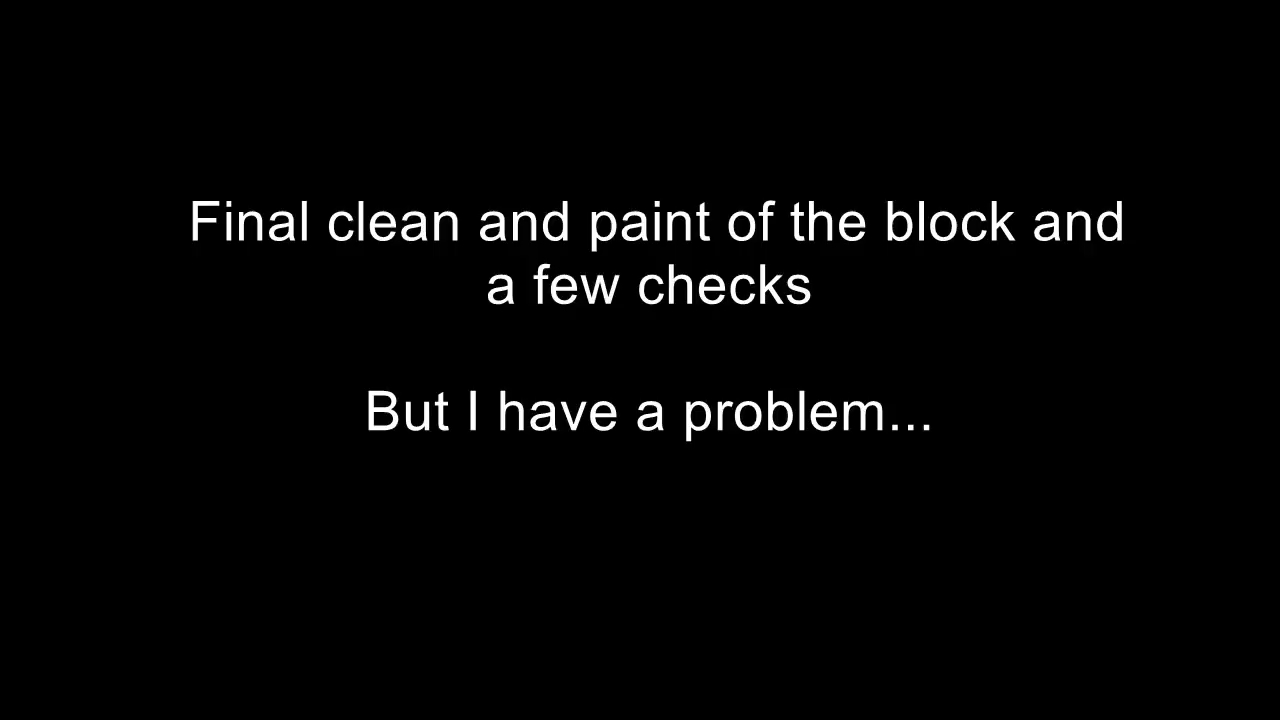 Final clean and paint of the block and
a few checks
But I have a problem...